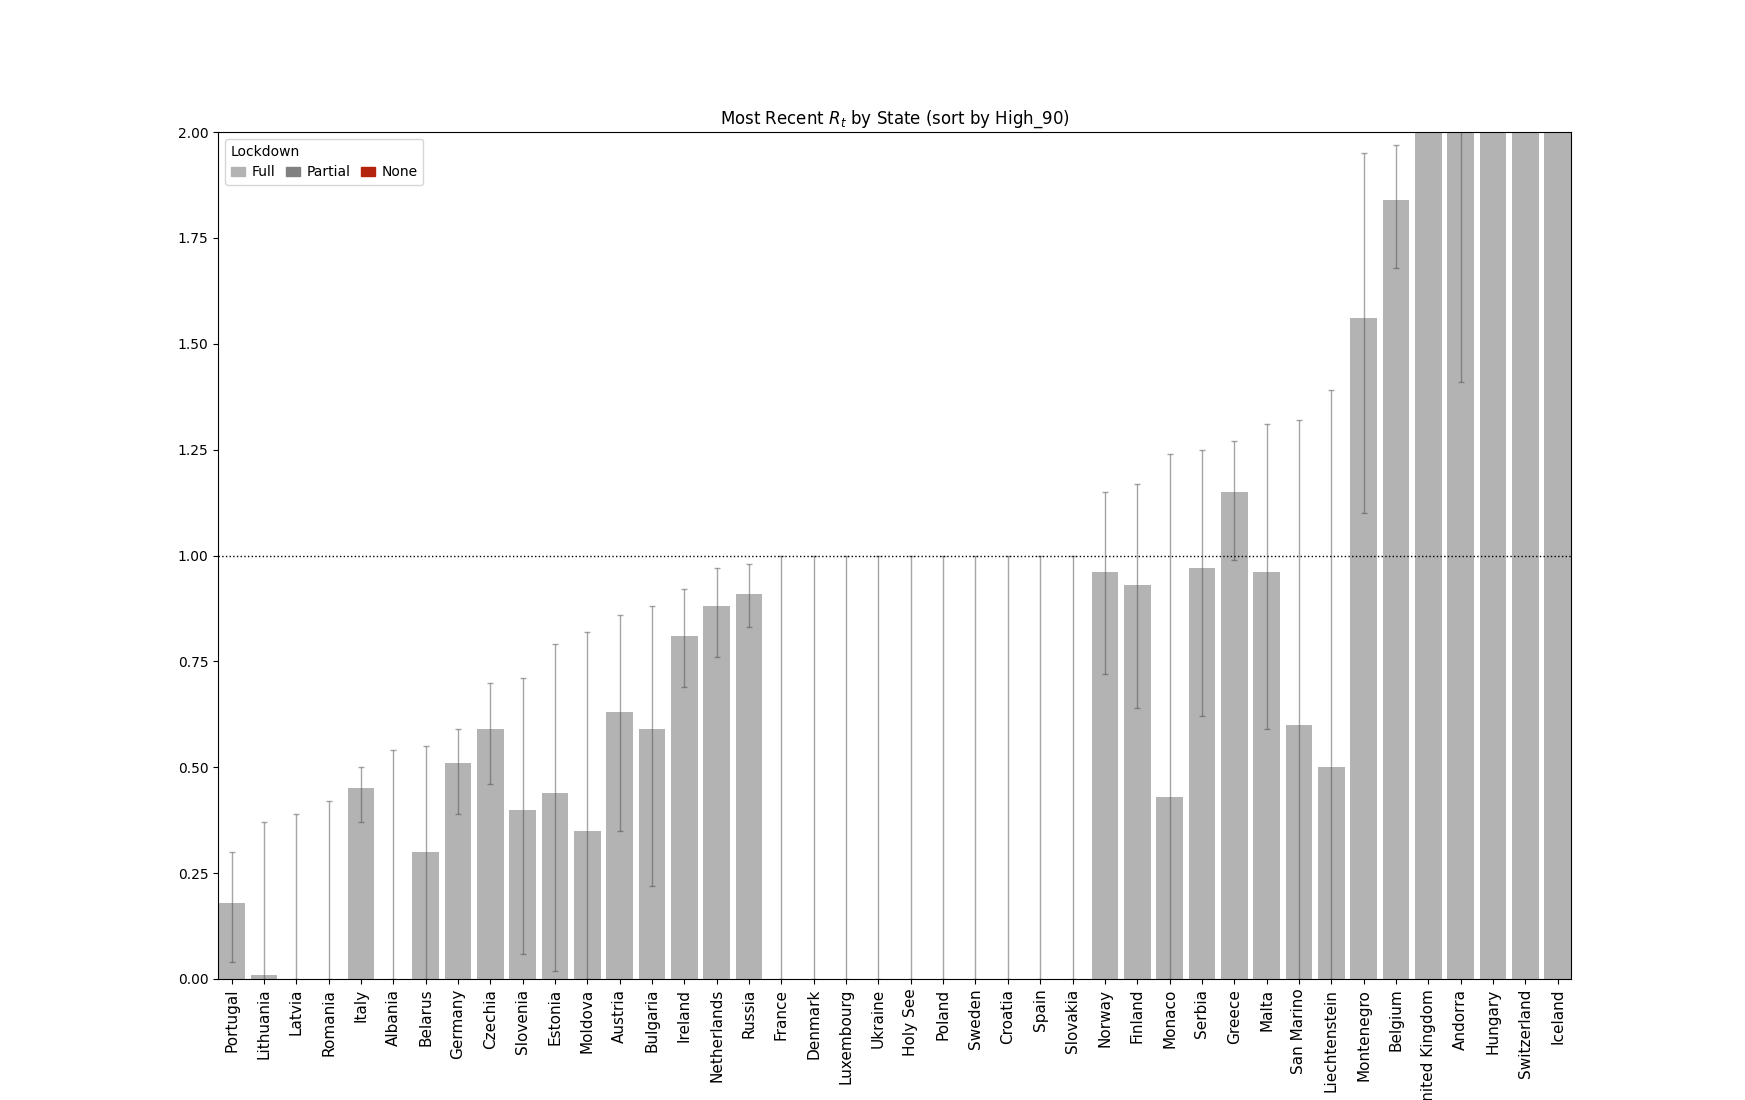 Most Recent Rt by State (sort by High_90)
Lockdown
Full Partial None
2.00
1.75
1.50
1.25
1.00
0.75
0.50
0.25
0.00
Portugal
Lithuania
Latvia
Romania
Italy
Albania
Belarus
Germany
Czechia
Slovenia
Estonia
Moldova
Austria
Bulgaria
Ireland
Netherlands
Russia
France
Denmark
Luxembourg
Ukraine
Holy See
Poland
Sweden
Croatia
Spain
Slovakia
Norway
Finland
Monaco
Serbia
Greece
Malta
San Marino
Liechtenstein
Montenegro
Belgium
nited Kingdom
Andorra
Hungary
Switzerland
Iceland